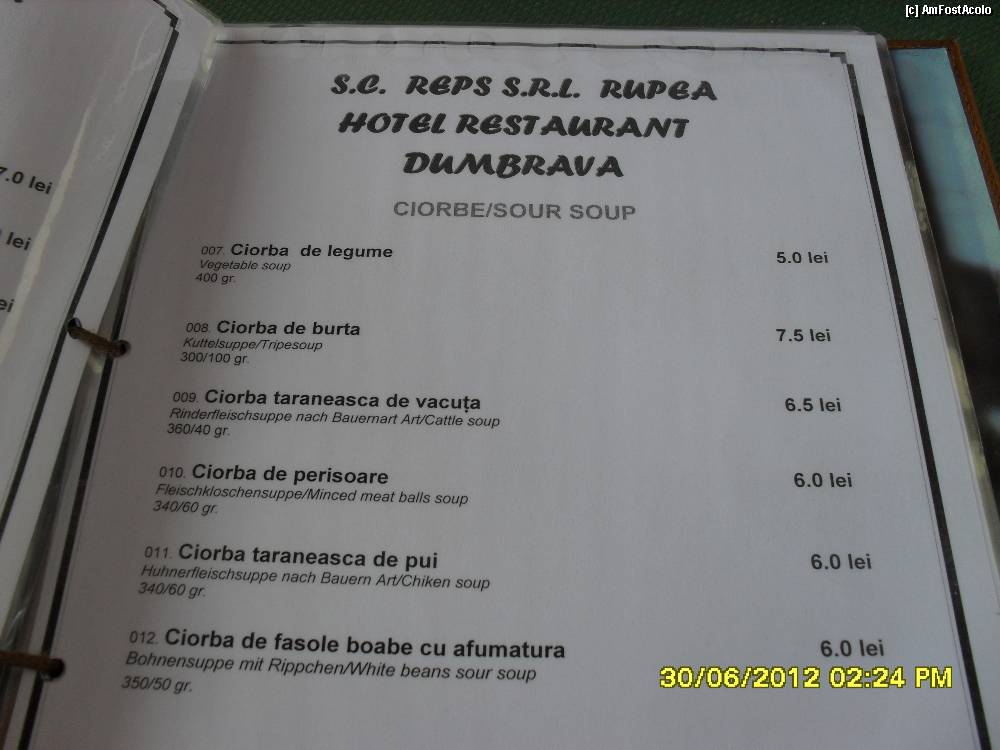 [c] AmFostAcolo
7.0 lei
lei
ei
S.C. REPS S.R.L. RUPEA
HOTEL RESTAURANT
DUMBRAVA
CIORBE/SOUR SOUP
007. Ciorba de legume 5.0 lei
Vegetable soup
400 gr.
008. Ciorba de burta 7.5 lei
Kuttelsuppe/Tripesoup
300/100 gr.
009. Ciorba taraneasca de vacuța 6.5 lei
Rinderfleischsuppe nach Bauernart Art/Cattle soup
360/40 gr.
010. Ciorba de perisoare 6.0 lei
Fleischkloschensuppe/Minced meat balls soup
340/60 gr.
011. Ciorba taraneasca de pui 6.0 lei
Huhnerfleischsuppe nach Bauern Art/Chiken soup
340/60 gr.
012. Ciorba de fasole boabe cu afumatura 6.0 lei
Bohnensuppe mit Rippchen/White beans sour soup
350/50 gr.
30/06/2012 02:24 PM